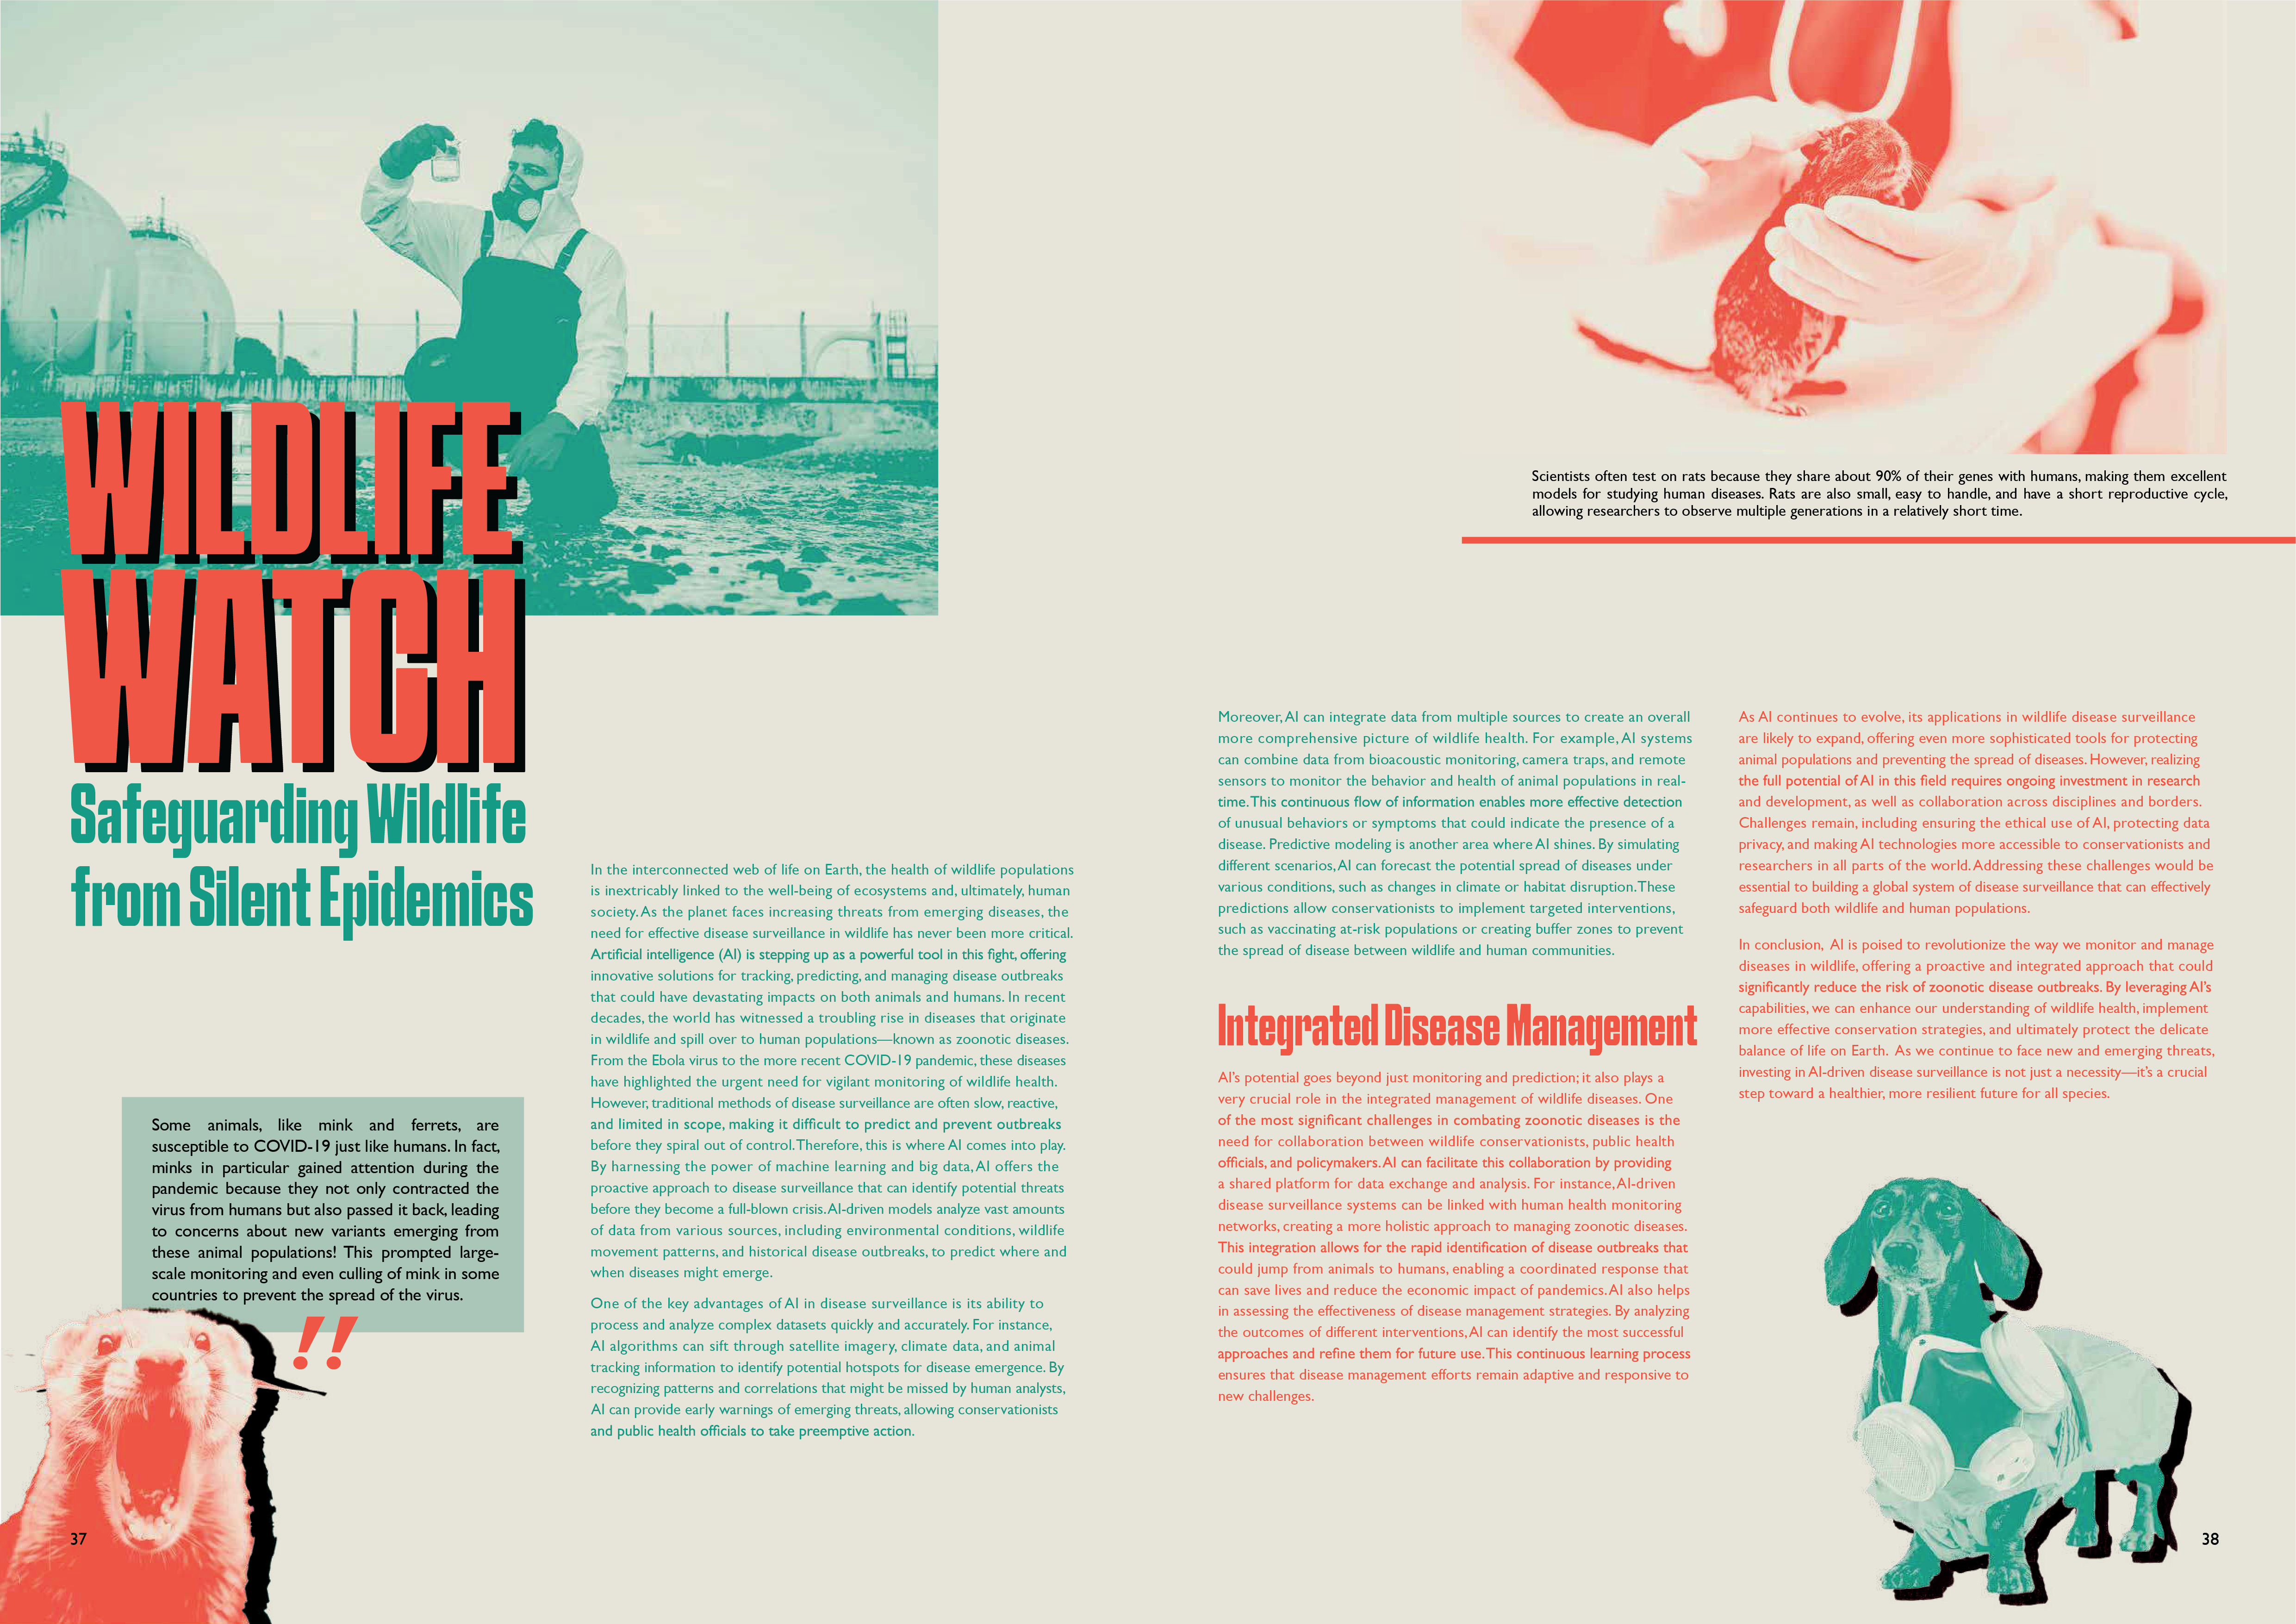 WILDLIFE
WATCH
Safeguarding Wildlife
from Silent Epidemics
Some animals, like mink and ferrets, are
susceptible to COVID-19 just like humans. In fact,
minks in particular gained attention during the
pandemic because they not only contracted the
virus from humans but also passed it back, leading
to concerns about new variants emerging from
these animal populations! This prompted large-
scale monitoring and even culling of mink in some
countries to prevent the spread of the virus.
!!
37
In the interconnected web of life on Earth, the health of wildlife populations
is inextricably linked to the well-being of ecosystems and, ultimately, human
society. As the planet faces increasing threats from emerging diseases, the
need for effective disease surveillance in wildlife has never been more critical.
Artificial intelligence (AI) is stepping up as a powerful tool in this fight, offering
innovative solutions for tracking, predicting, and managing disease outbreaks
that could have devastating impacts on both animals and humans. In recent
decades, the world has witnessed a troubling rise in diseases that originate
in wildlife and spill over to human populations—known as zoonotic diseases.
From the Ebola virus to the more recent COVID-19 pandemic, these diseases
have highlighted the urgent need for vigilant monitoring of wildlife health.
However, traditional methods of disease surveillance are often slow, reactive,
and limited in scope, making it difficult to predict and prevent outbreaks
before they spiral out of control. Therefore, this is where AI comes into play.
By harnessing the power of machine learning and big data, AI offers the
proactive approach to disease surveillance that can identify potential threats
before they become a full-blown crisis. AI-driven models analyze vast amounts
of data from various sources, including environmental conditions, wildlife
movement patterns, and historical disease outbreaks, to predict where and
when diseases might emerge.
One of the key advantages of AI in disease surveillance is its ability to
process and analyze complex datasets quickly and accurately. For instance,
AI algorithms can sift through satellite imagery, climate data, and animal
tracking information to identify potential hotspots for disease emergence. By
recognizing patterns and correlations that might be missed by human analysts,
AI can provide early warnings of emerging threats, allowing conservationists
and public health officials to take preemptive action.
Scientists often test on rats because they share about 90% of their genes with humans, making them excellent
models for studying human diseases. Rats are also small, easy to handle, and have a short reproductive cycle,
allowing researchers to observe multiple generations in a relatively short time.
Moreover, AI can integrate data from multiple sources to create an overall
more comprehensive picture of wildlife health. For example, AI systems
can combine data from bioacoustic monitoring, camera traps, and remote
sensors to monitor the behavior and health of animal populations in real-
time. This continuous flow of information enables more effective detection
of unusual behaviors or symptoms that could indicate the presence of a
disease. Predictive modeling is another area where AI shines. By simulating
different scenarios, AI can forecast the potential spread of diseases under
various conditions, such as changes in climate or habitat disruption. These
predictions allow conservationists to implement targeted interventions,
such as vaccinating at-risk populations or creating buffer zones to prevent
the spread of disease between wildlife and human communities.
Integrated Disease Management
AI's potential goes beyond just monitoring and prediction; it also plays a
very crucial role in the integrated management of wildlife diseases. One
of the most significant challenges in combating zoonotic diseases is the
need for collaboration between wildlife conservationists, public health
officials, and policymakers. AI can facilitate this collaboration by providing
a shared platform for data exchange and analysis. For instance, AI-driven
disease surveillance systems can be linked with human health monitoring
networks, creating a more holistic approach to managing zoonotic diseases.
This integration allows for the rapid identification of disease outbreaks that
could jump from animals to humans, enabling a coordinated response that
can save lives and reduce the economic impact of pandemics. AI also helps
in assessing the effectiveness of disease management strategies. By analyzing
the outcomes of different interventions, AI can identify the most successful
approaches and refine them for future use. This continuous learning process
ensures that disease management efforts remain adaptive and responsive to
new challenges.
As AI continues to evolve, its applications in wildlife disease surveillance
are likely to expand, offering even more sophisticated tools for protecting
animal populations and preventing the spread of diseases. However, realizing
the full potential of AI in this field requires ongoing investment in research
and development, as well as collaboration across disciplines and borders.
Challenges remain, including ensuring the ethical use of AI, protecting data
privacy, and making AI technologies more accessible to conservationists and
researchers in all parts of the world. Addressing these challenges would be
essential to building a global system of disease surveillance that can effectively
safeguard both wildlife and human populations.
In conclusion, AI is poised to revolutionize the way we monitor and manage
diseases in wildlife, offering a proactive and integrated approach that could
significantly reduce the risk of zoonotic disease outbreaks. By leveraging AI's
capabilities, we can enhance our understanding of wildlife health, implement
more effective conservation strategies, and ultimately protect the delicate
balance of life on Earth. As we continue to face new and emerging threats,
investing in AI-driven disease surveillance is not just a necessity—it's a crucial
step toward a healthier, more resilient future for all species.
38